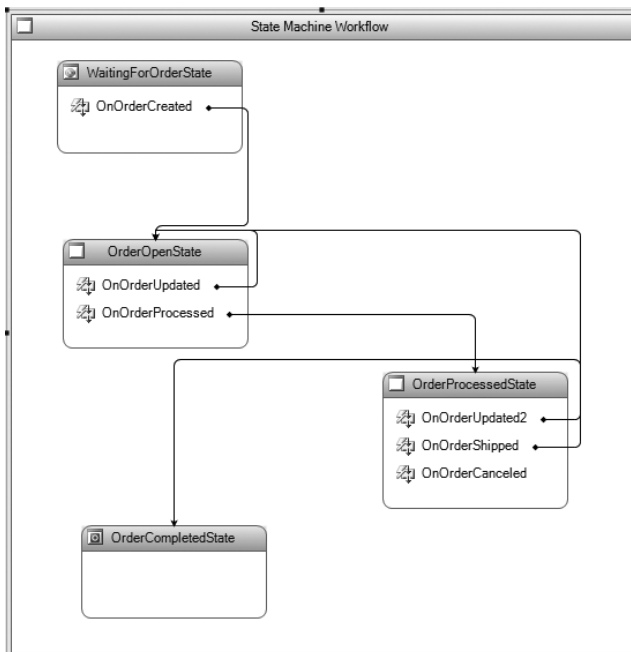 State Machine Workflow
WaitingForOrderState
OnOrderCreated
OrderOpenState
OnOrderUpdated
OnOrderProcessed
OrderProcessedState
OnOrderUpdated2
OnOrderShipped
OnOrderCanceled
OrderCompletedState